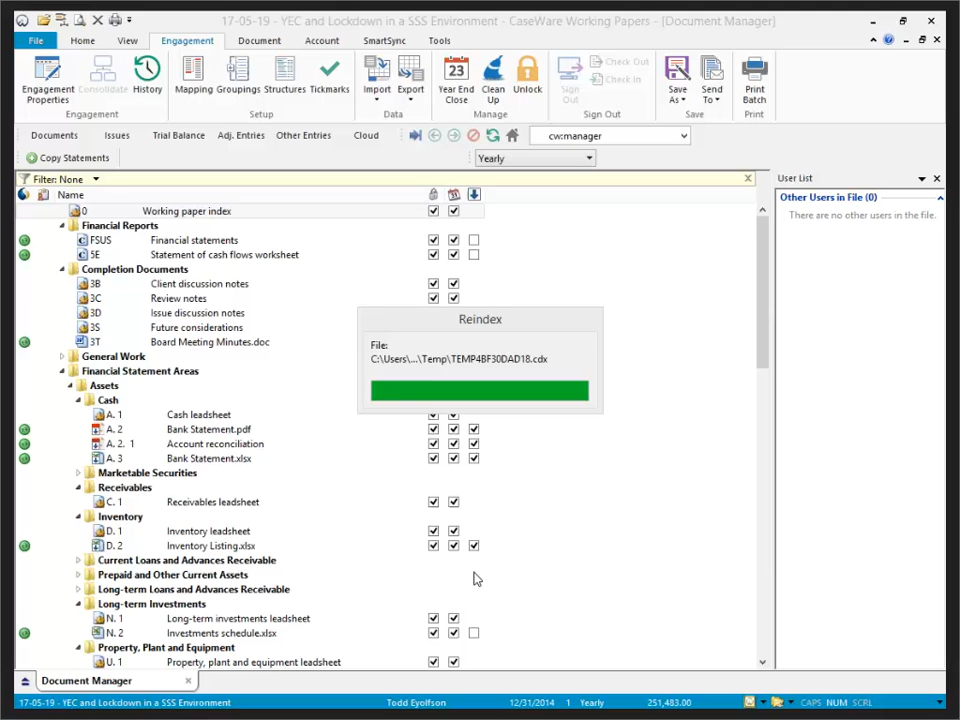 17-05-19 - YEC and Lockdown in a SSS Environment - CaseWare Working Papers - [Document Manager]
File Home View Engagement Document Account SmartSync Tools
Engagement Properties Consolidate History Mapping Groupings Structures Tickmarks Import Export Year End Close Clean Up Unlock Sign Out Check Out Check In Save As Send To Print Batch
23
Engagement Setup Data Manage Sign Out Save Print
Documents Issues Trial Balance Adj. Entries Other Entries Cloud cw:manager
Copy Statements Yearly
Filter: None
Name
0 Working paper index
Financial Reports
FSUS Financial statements
5E Statement of cash flows worksheet
Completion Documents
3B Client discussion notes
3C Review notes
3D Issue discussion notes
3S Future considerations
3T Board Meeting Minutes.doc
General Work
Financial Statement Areas
Assets
Cash
A. 1 Cash leadsheet
A. 2 Bank Statement.pdf
A. 2. 1 Account reconciliation
A. 3 Bank Statement.xlsx
Marketable Securities
Receivables
C. 1 Receivables leadsheet
Inventory
D. 1 Inventory leadsheet
D. 2 Inventory Listing.xlsx
Current Loans and Advances Receivable
Prepaid and Other Current Assets
Long-term Loans and Advances Receivable
Long-term Investments
N. 1 Long-term investments leadsheet
N. 2 Investments schedule.xlsx
Property, Plant and Equipment
U. 1 Property, plant and equipment leadsheet
Reindex
File:
C:\Users\...\Temp\TEMP4BF30DAD18.cdx
User List
Other Users in File (0)
There are no other users in the file.
Document Manager
17-05-19 - YEC and Lockdown in a SSS Environment Todd Eyolfson 12/31/2014 1 Yearly 251,483.00 CAPS NUM SCRL